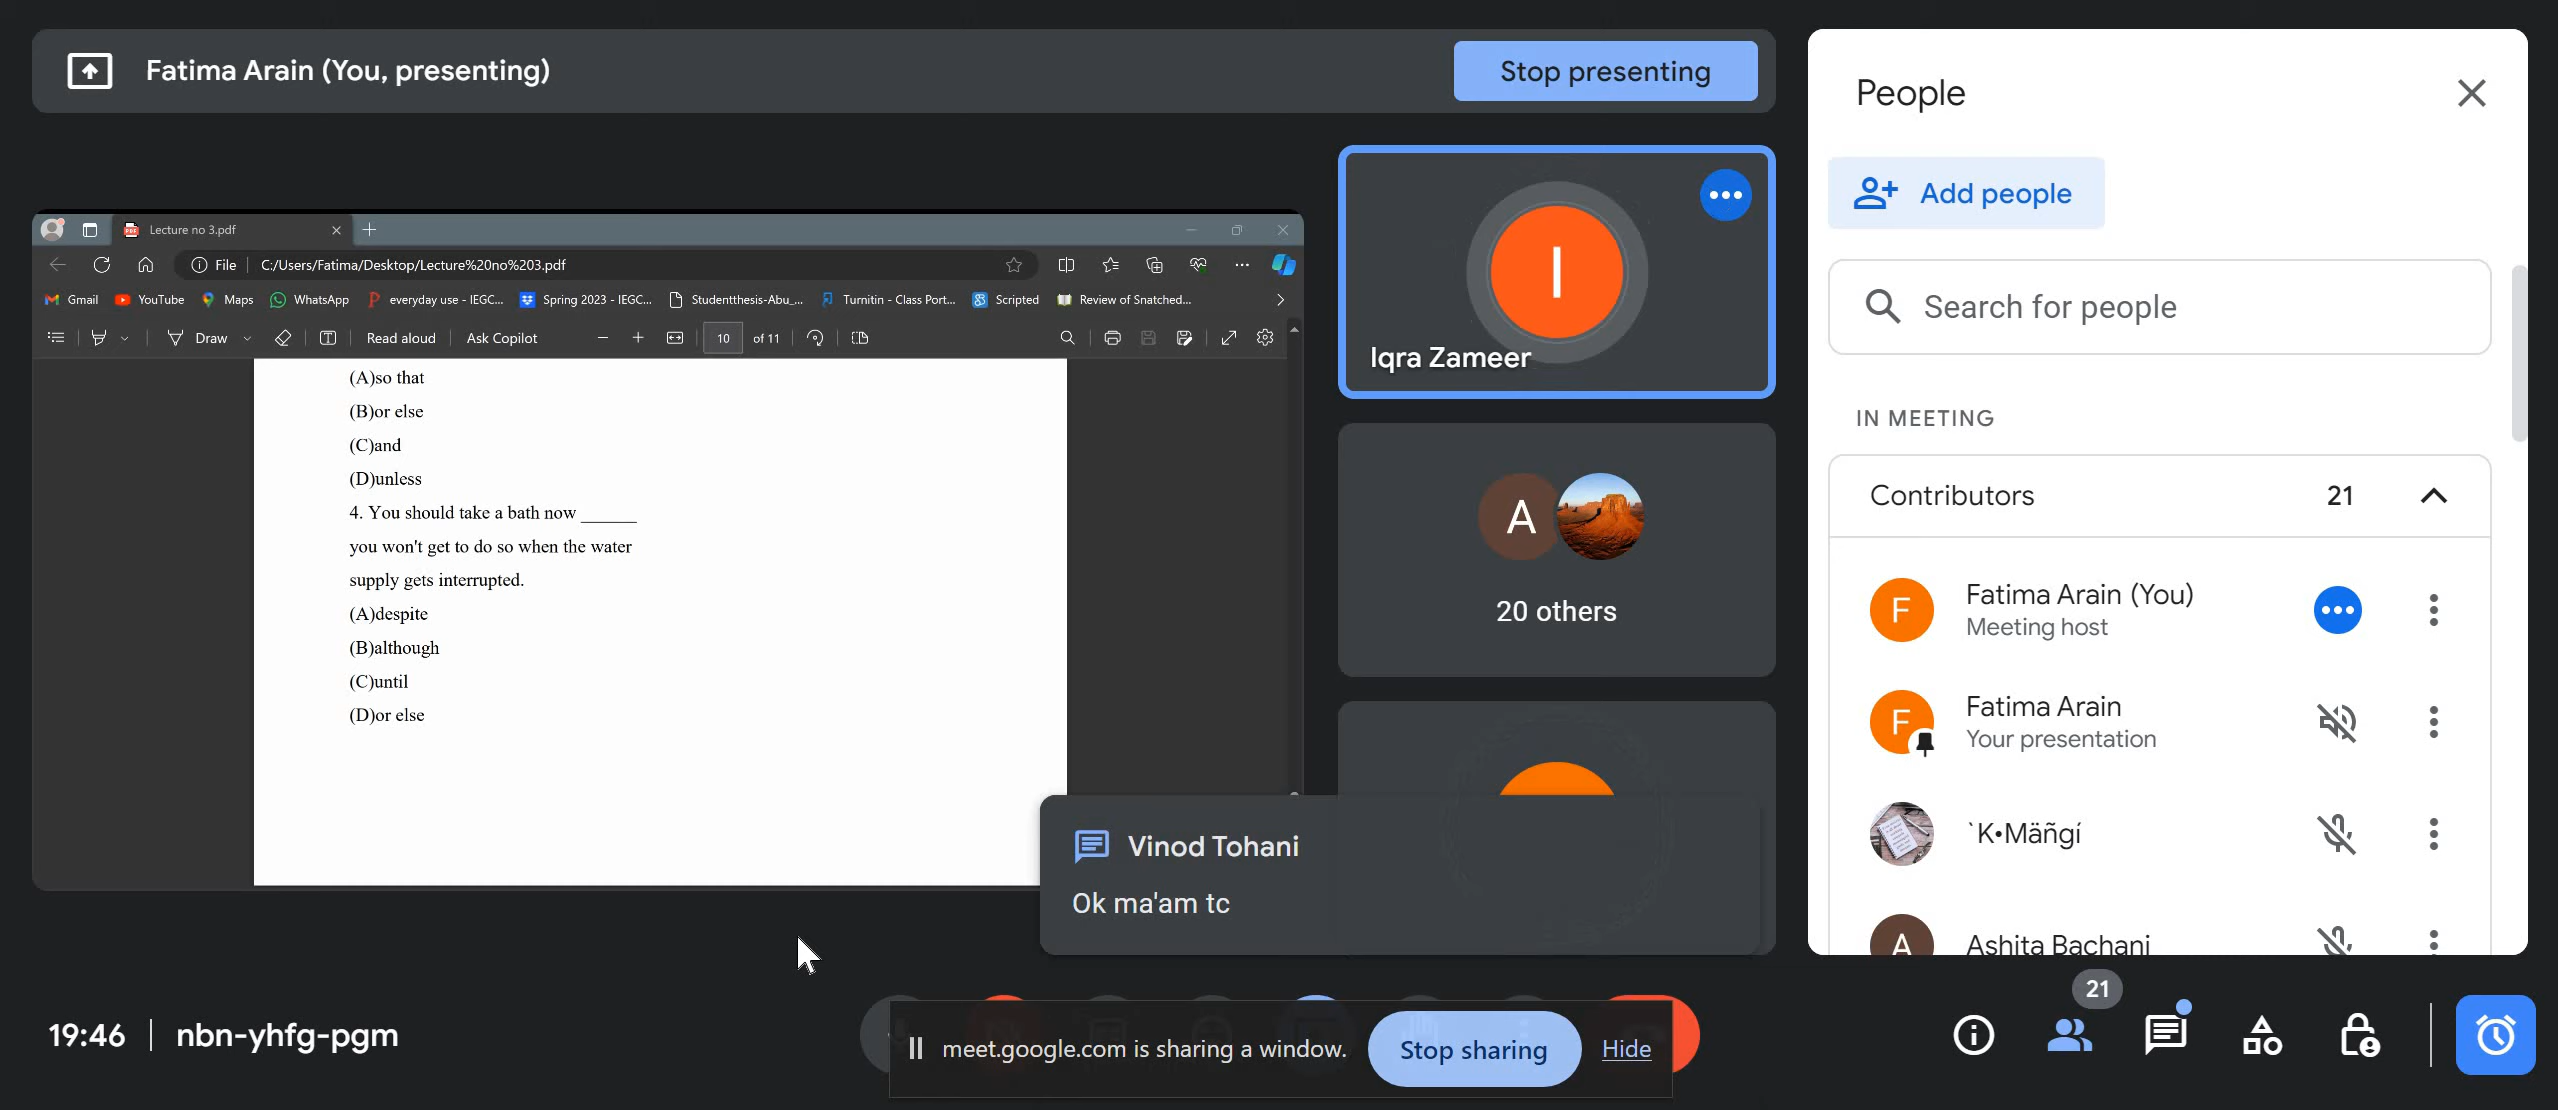 Fatima Arain (You, presenting)
Stop presenting
Lecture no 3.pdf
File
C:/Users/Fatima/Desktop/Lecture%20no%203.pdf
Gmail
YouTube
Maps
WhatsApp
everyday use - IEGC...
Spring 2023 - IEGC...
Studentthesis-Abu_...
Turnitin - Class Port...
Scripted
Review of Snatched...
Draw
Read aloud
Ask Copilot
10
of 11
(A)so that
(B)or else
(C)and
(D)unless
4. You should take a bath now ______
you won't get to do so when the water
supply gets interrupted.
(A)despite
(B)although
(C)until
(D)or else
I
Iqra Zameer
A
20 others
Vinod Tohani
Ok ma'am tc
People
Add people
Search for people
IN MEETING
Contributors
21
F
Fatima Arain (You)
Meeting host
F
Fatima Arain
Your presentation
`K•Mäñgí
A
Ashita Bachani
19:46
nbn-yhfg-pgm
meet.google.com is sharing a window.
Stop sharing
Hide
21